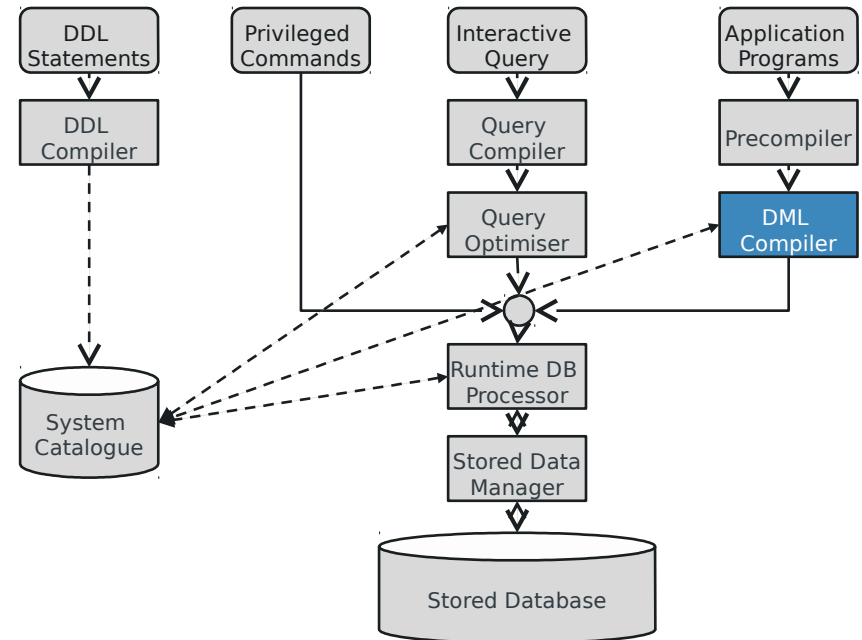 DDL
Statements
Privileged
Commands
Interactive
Query
Application
Programs
DDL
Compiler
Query
Compiler
Precompiler
Query
Optimiser
DML
Compiler
Runtime DB
Processor
System
Catalogue
Stored Data
Manager
Stored Database